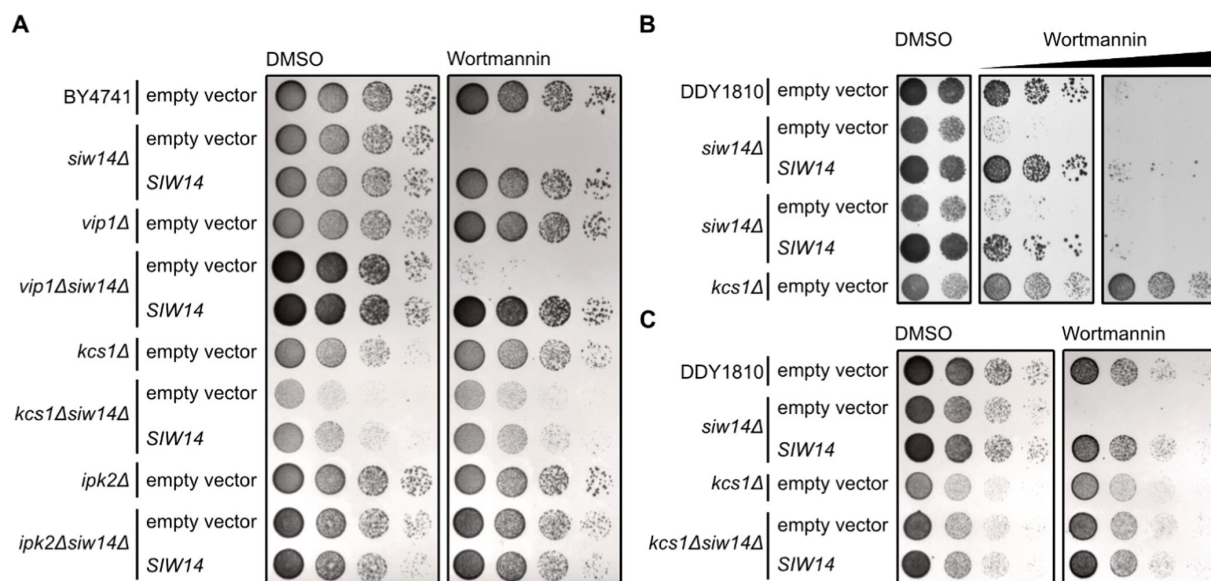 A
DMSO Wortmannin
BY4741 empty vector
siw14Δ empty vector
SIW14
vip1Δ empty vector
vip1Δsiw14Δ empty vector
SIW14
kcs1Δ empty vector
kcs1Δsiw14Δ empty vector
SIW14
ipk2Δ empty vector
ipk2Δsiw14Δ empty vector
SIW14
B
DMSO Wortmannin
DDY1810 empty vector
siw14Δ empty vector
SIW14
siw14Δ empty vector
SIW14
kcs1Δ empty vector
C
DMSO Wortmannin
DDY1810 empty vector
siw14Δ empty vector
SIW14
kcs1Δ empty vector
kcs1Δsiw14Δ empty vector
SIW14